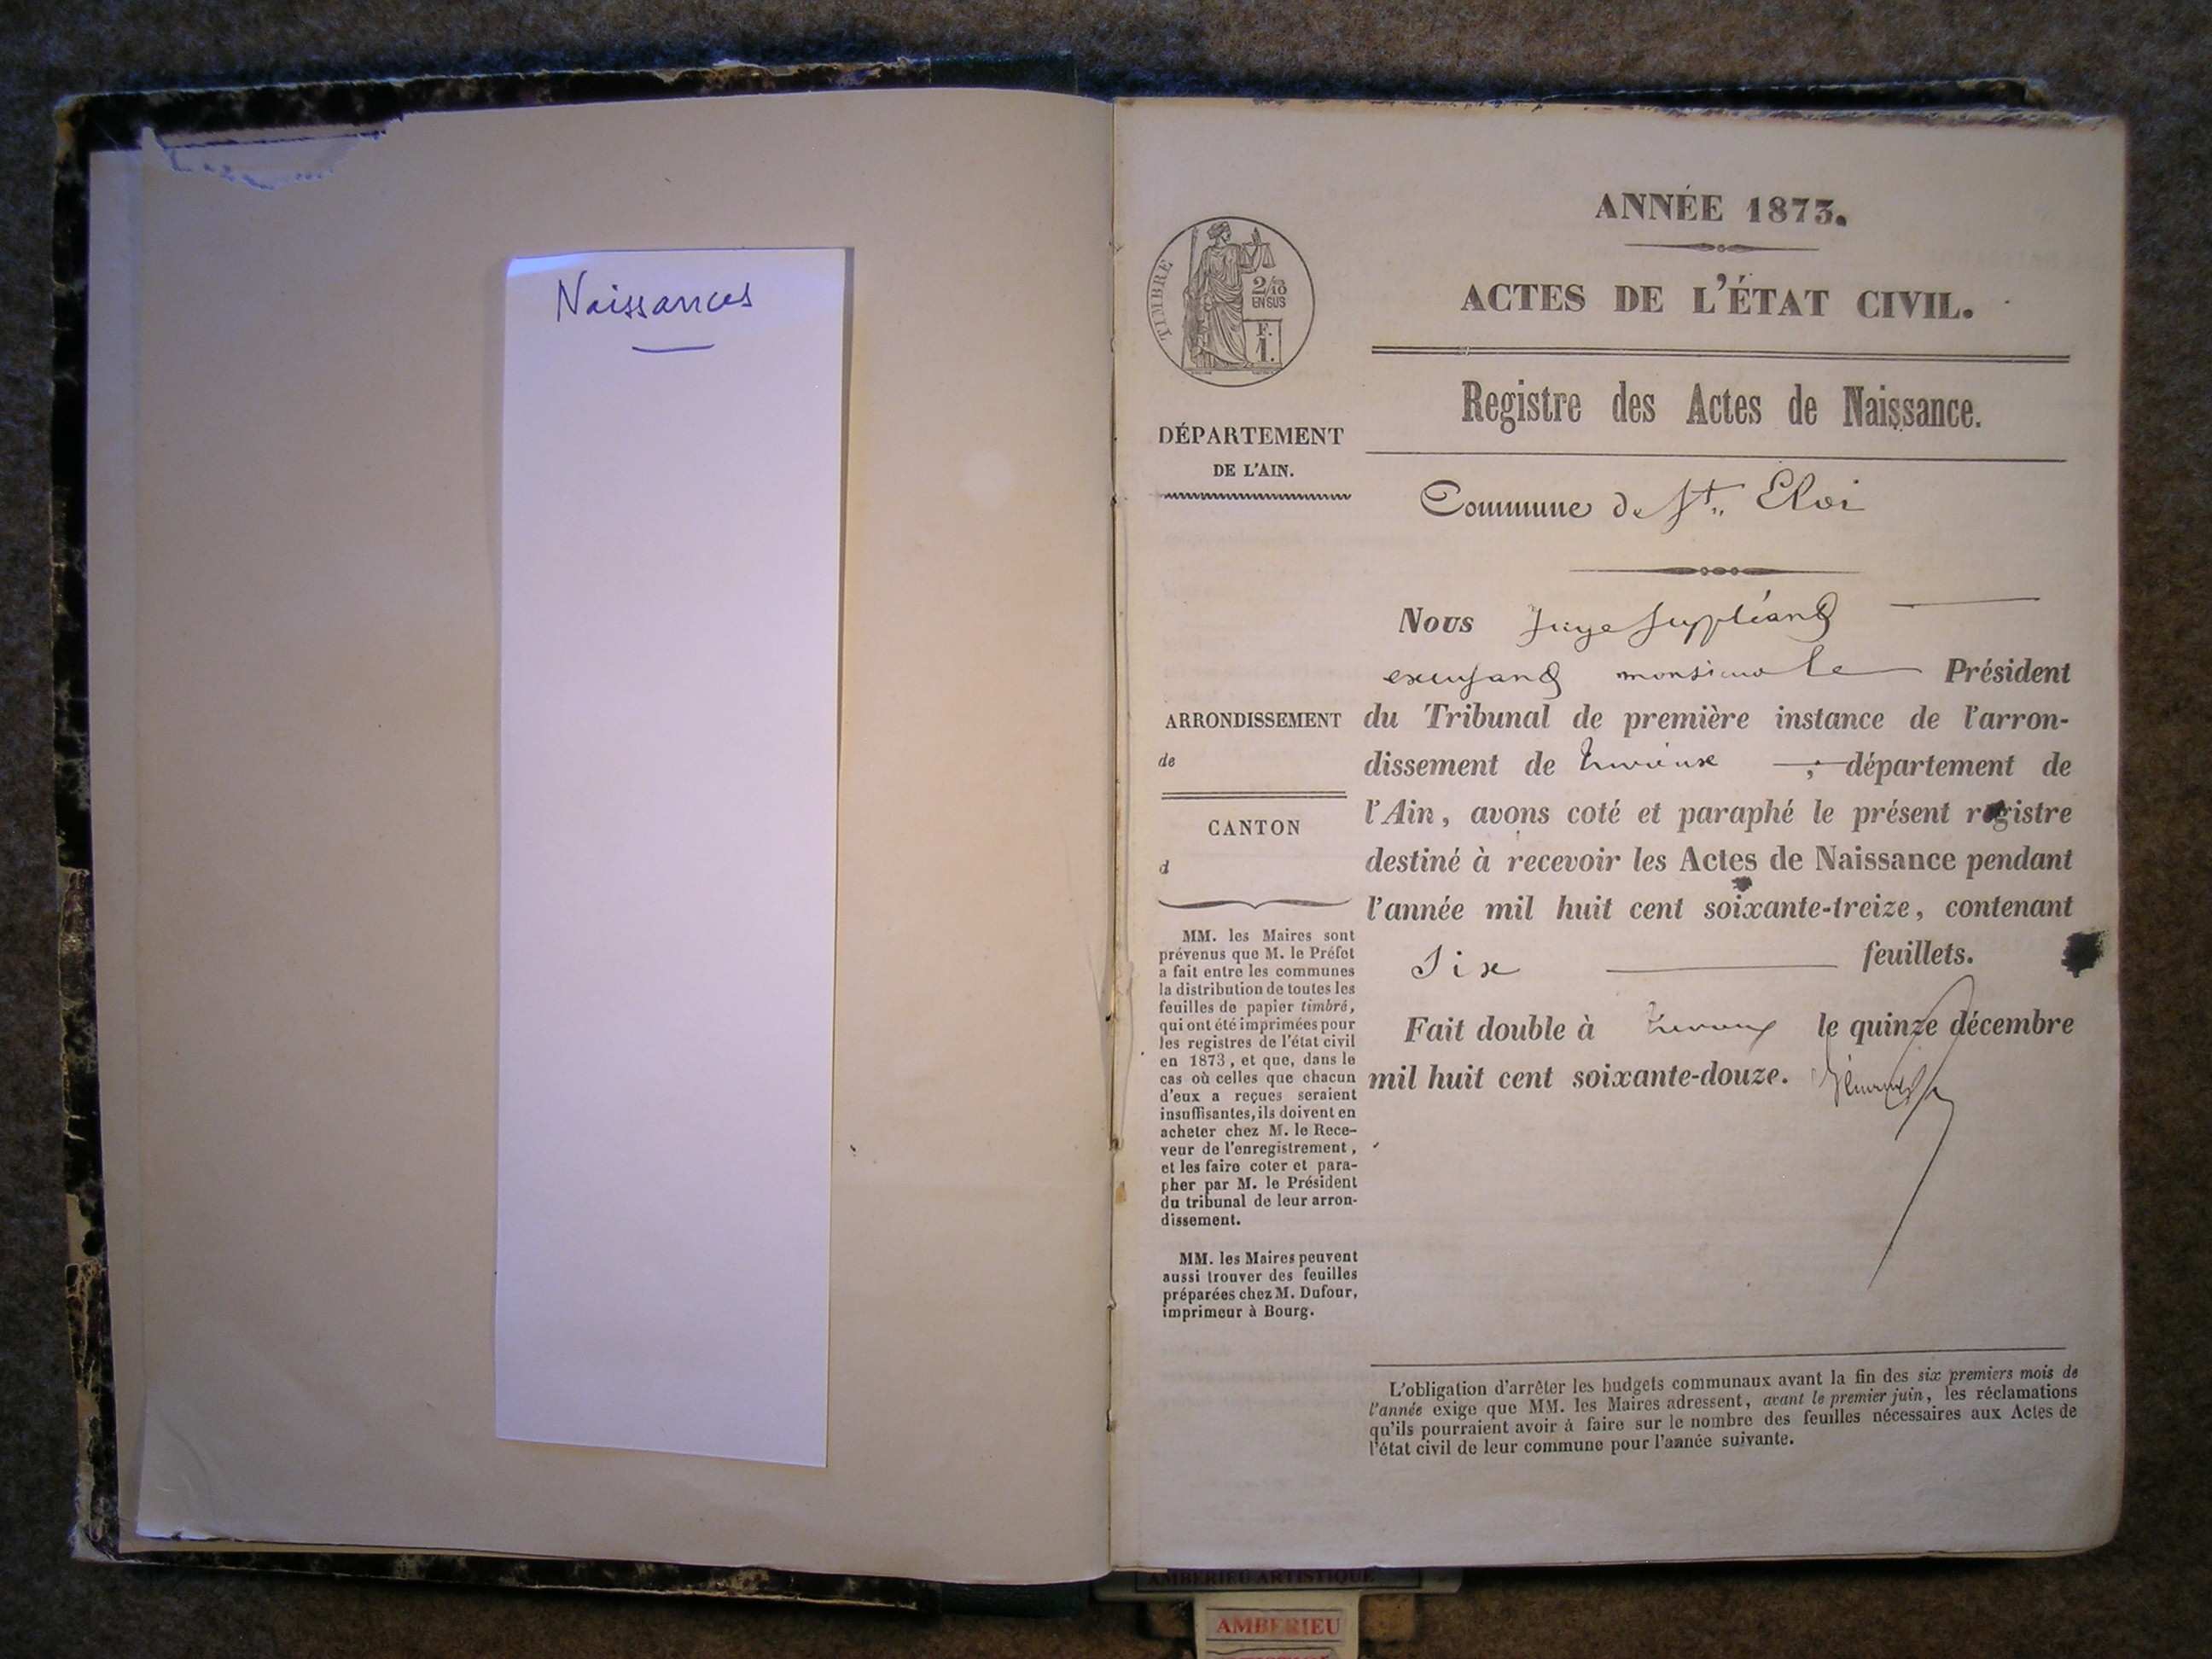 Naissances
ANNÉE 1873.
ACTES DE L'ÉTAT CIVIL.
Registre des Actes de Naissance.
TIMBRE
2/10
EN SUS
F.
1.
DÉPARTEMENT
DE L'AIN.
Commune de St. Eloi
Nous Juge Suppléant
excusant monsieur le Président
ARRONDISSEMENT
de
du Tribunal de première instance de l'arron-
dissement de Trévoux, département de
l'Ain, avons coté et paraphé le présent registre
destiné à recevoir les Actes de Naissance pendant
l'année mil huit cent soixante-treize, contenant
Six feuillets.
Fait double à Trévoux le quinze décembre
mil huit cent soixante-douze.
CANTON
d
MM. les Maires sont
prévenus que M. le Préfet
a fait entre les communes
la distribution de toutes les
feuilles de papier timbré,
qui ont été imprimées pour
les registres de l'état civil
en 1873, et que, dans le
cas où celles que chacun
d'eux a reçues seraient
insuffisantes, ils doivent en
acheter chez M. le Rece-
veur de l'enregistrement,
et les faire coter et para-
pher par M. le Président
du tribunal de leur arron-
dissement.
MM. les Maires peuvent
aussi trouver des feuilles
préparées chez M. Dufour,
imprimeur à Bourg.
L'obligation d'arrêter les budgets communaux avant la fin des six premiers mois de
l'année exige que MM. les Maires adressent, avant le premier juin, les réclamations
qu'ils pourraient avoir à faire sur le nombre des feuilles nécessaires aux Actes de
l'état civil de leur commune pour l'année suivante.
AMBERIEU ARTISTIQUE
AMBERIEU